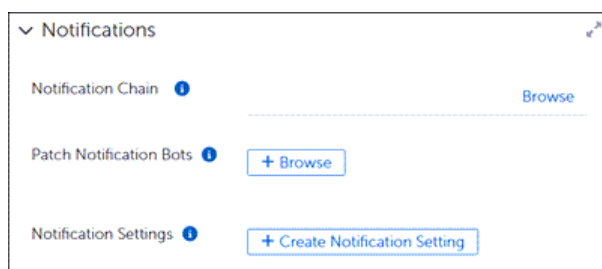 Notifications
Notification Chain
Browse
Patch Notification Bots
+ Browse
Notification Settings
+ Create Notification Setting